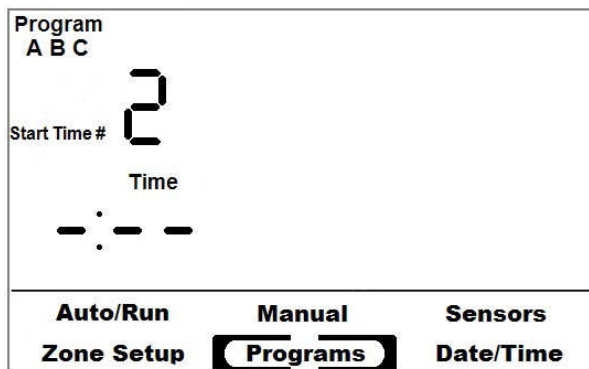 Program
A B C
2
Start Time #
Time
-:--
Auto/Run Manual Sensors
Zone Setup Programs Date/Time